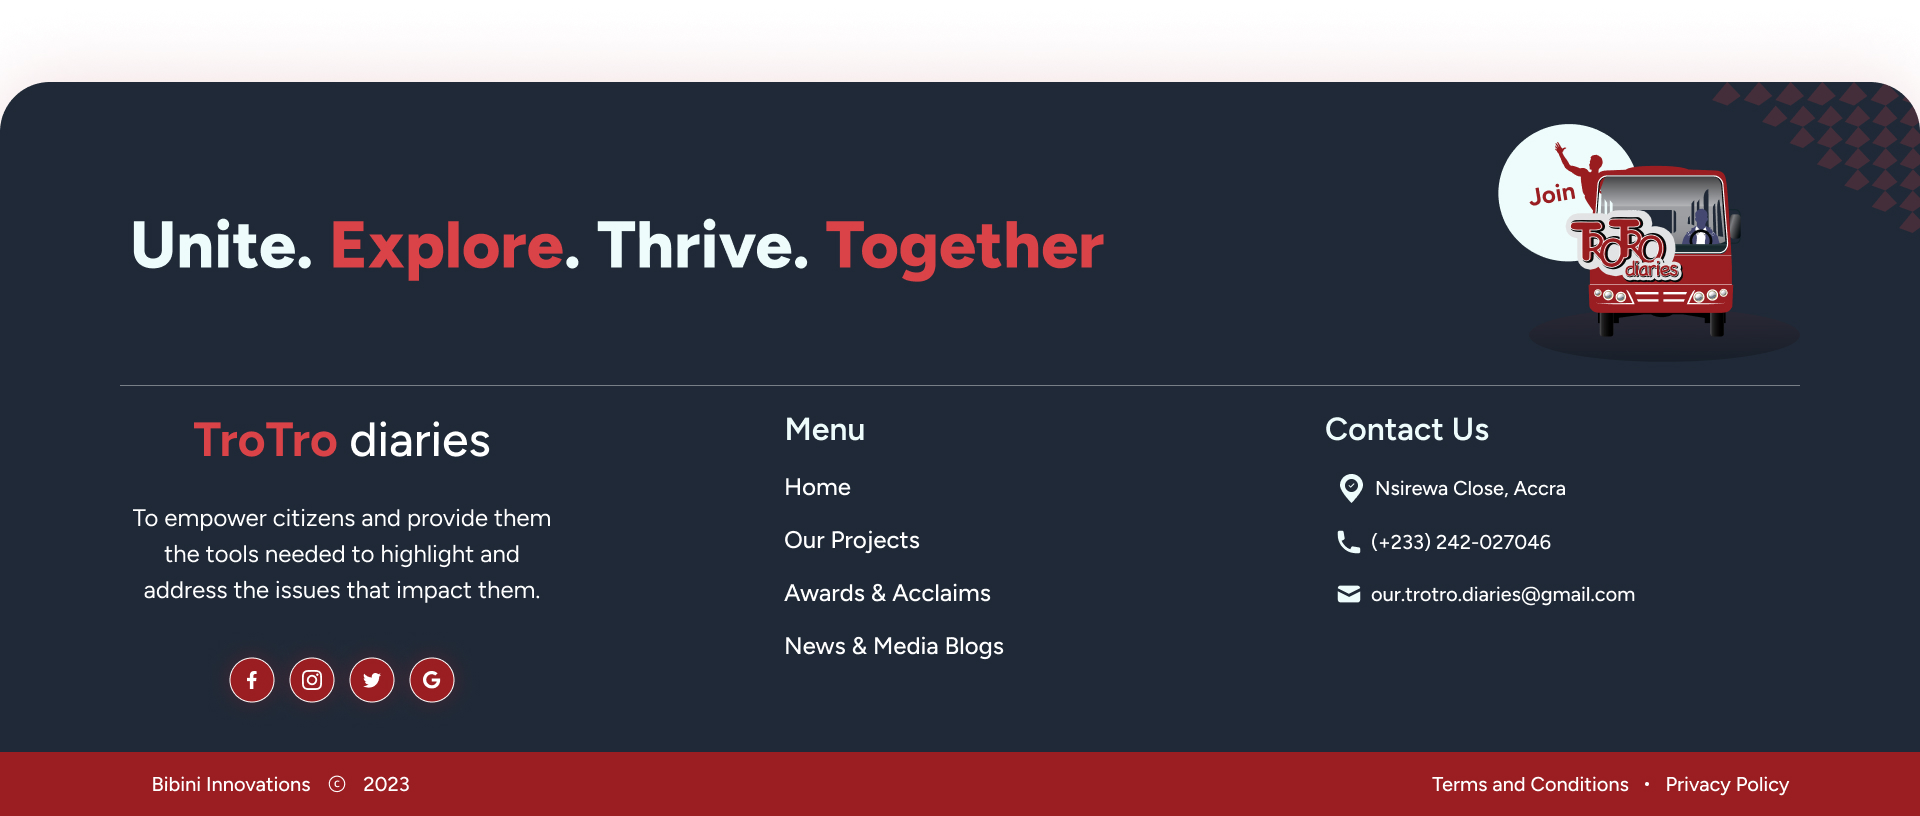 Unite. Explore. Thrive. Together
Join
TROTRO
diaries
TroTro diaries
To empower citizens and provide them
the tools needed to highlight and
address the issues that impact them.
Menu
Home
Our Projects
Awards & Acclaims
News & Media Blogs
Contact Us
Nsirewa Close, Accra
(+233) 242-027046
our.trotro.diaries@gmail.com
Bibini Innovations © 2023
Terms and Conditions • Privacy Policy